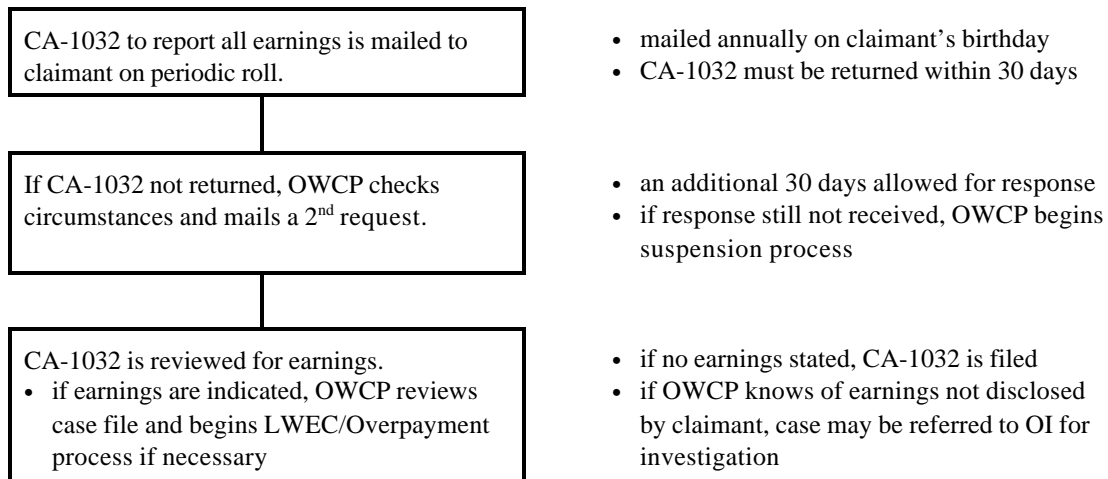 CA-1032 to report all earnings is mailed to
claimant on periodic roll.
• mailed annually on claimant's birthday
• CA-1032 must be returned within 30 days
If CA-1032 not returned, OWCP checks
circumstances and mails a 2nd request.
• an additional 30 days allowed for response
• if response still not received, OWCP begins
suspension process
CA-1032 is reviewed for earnings.
• if earnings are indicated, OWCP reviews
case file and begins LWEC/Overpayment
process if necessary
• if no earnings stated, CA-1032 is filed
• if OWCP knows of earnings not disclosed
by claimant, case may be referred to OI for
investigation